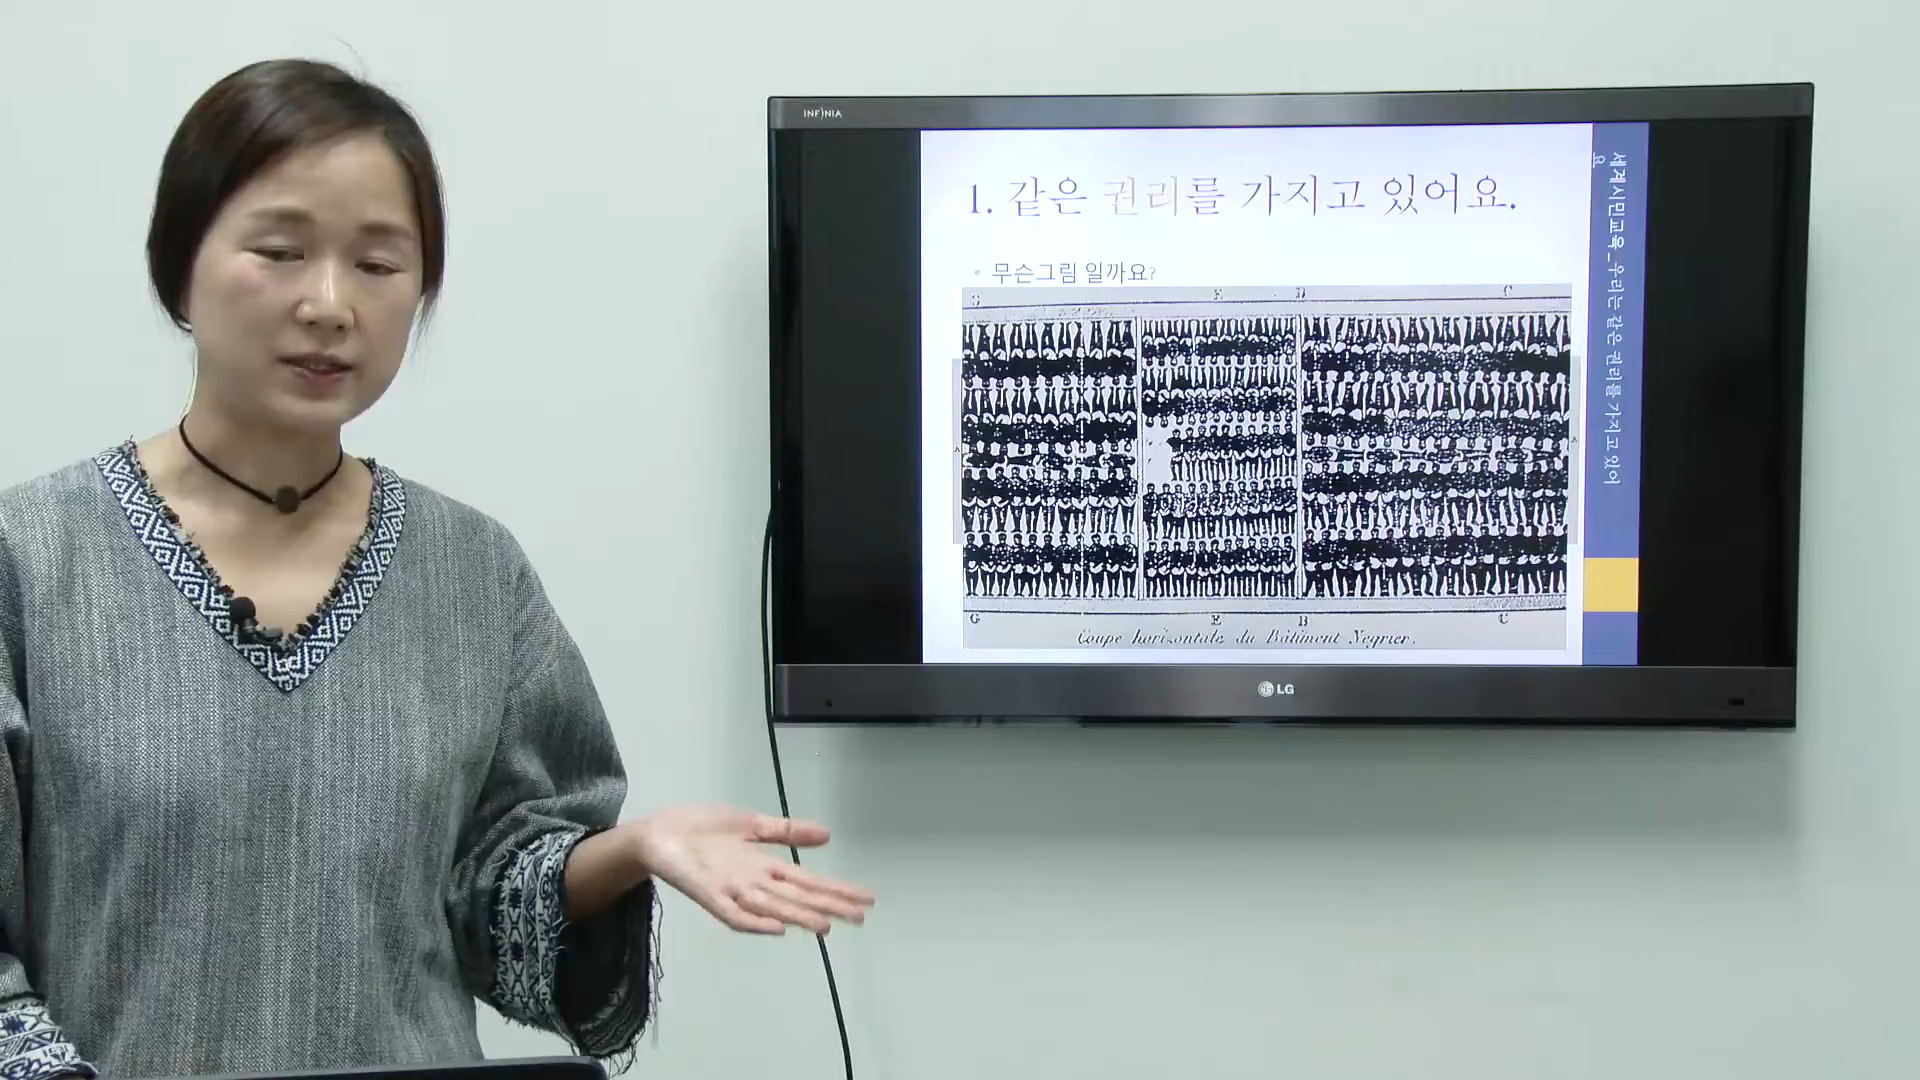 INFINIA
1. 같은 권리를 가지고 있어요.
• 무슨그림 일까요?
G E B C
Coupe horizontale du Bâtiment Negrier.
세계시민교육_우리는 같은 권리를 가지고 있어
요
LG